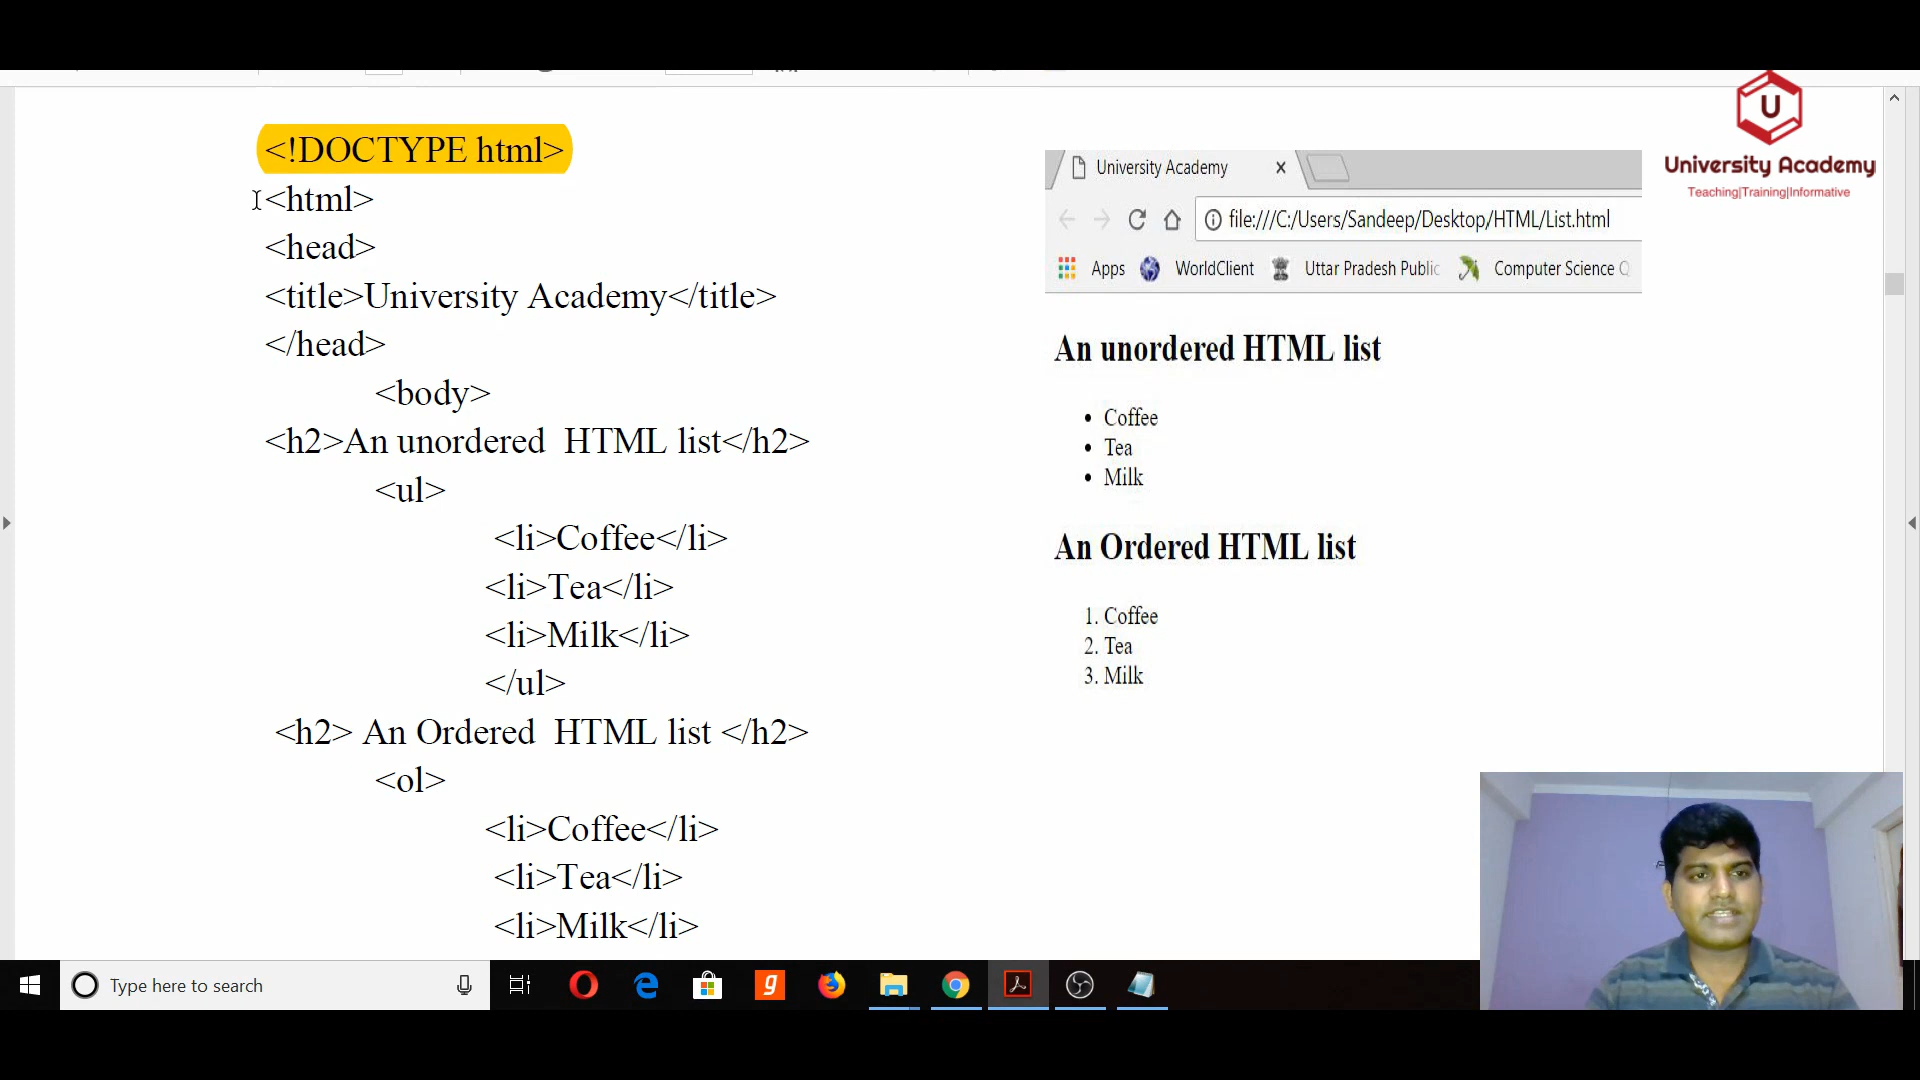 <!DOCTYPE html>
<html>
<head>
<title>University Academy</title>
</head>
<body>
<h2>An unordered  HTML list</h2>
<ul>
<li>Coffee</li>
<li>Tea</li>
<li>Milk</li>
</ul>
<h2> An Ordered  HTML list </h2>
<ol>
<li>Coffee</li>
<li>Tea</li>
<li>Milk</li>
University Academy
file:///C:/Users/Sandeep/Desktop/HTML/List.html
Apps WorldClient Uttar Pradesh Public Computer Science Q
An unordered HTML list
• Coffee
• Tea
• Milk
An Ordered HTML list
1. Coffee
2. Tea
3. Milk
U
University Academy
Teaching|Training|Informative
Type here to search
g